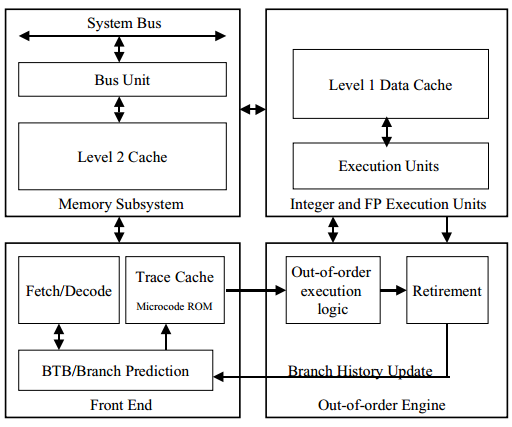 System Bus
Bus Unit
Level 2 Cache
Memory Subsystem
Level 1 Data Cache
Execution Units
Integer and FP Execution Units
Fetch/Decode
Trace Cache
Microcode ROM
BTB/Branch Prediction
Front End
Out-of-order
execution
logic
Retirement
Branch History Update
Out-of-order Engine